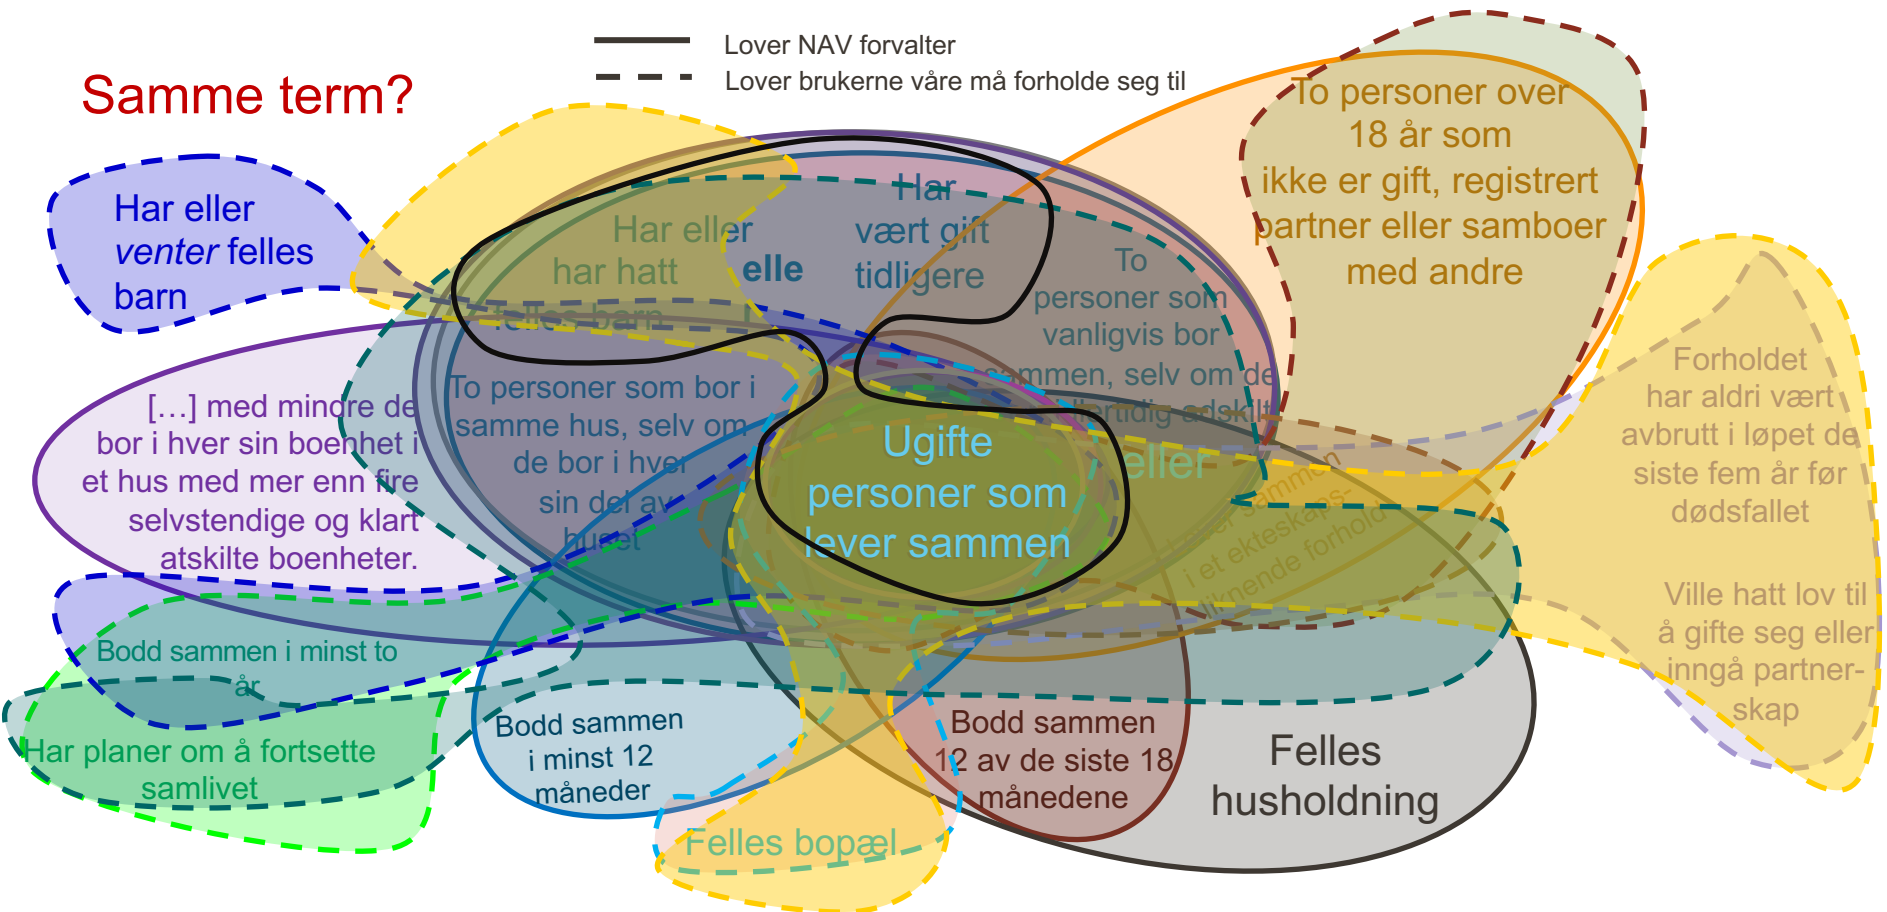 Lover NAV forvalter
Lover brukerne våre må forholde seg til
Samme term?
Har eller
venter felles
barn
Har eller
har hatt
felles barn
elle
Har
vært gift
tidligere
To
personer som
vanligvis bor
sammen, selv om de
adskilt
To personer over
18 år som
ikke er gift, registrert
partner eller samboer
med andre
[…] med mindre de
bor i hver sin boenhet i
et hus med mer enn fire
selvstendige og klart
atskilte boenheter.
To personer som bor i
samme hus, selv om
de bor i hver
sin del av
huset
Ugifte
personer som
lever sammen
eller
sammen
i et ekteskaps-
liknende forhold
Forholdet
har aldri vært
avbrutt i løpet de
siste fem år før
dødsfallet
Ville hatt lov til
å gifte seg eller
inngå partner-
skap
Bodd sammen i minst to
år
Har planer om å fortsette
samlivet
Bodd sammen
i minst 12
måneder
Bodd sammen
12 av de siste 18
månedene
Felles
husholdning
Felles bopæl